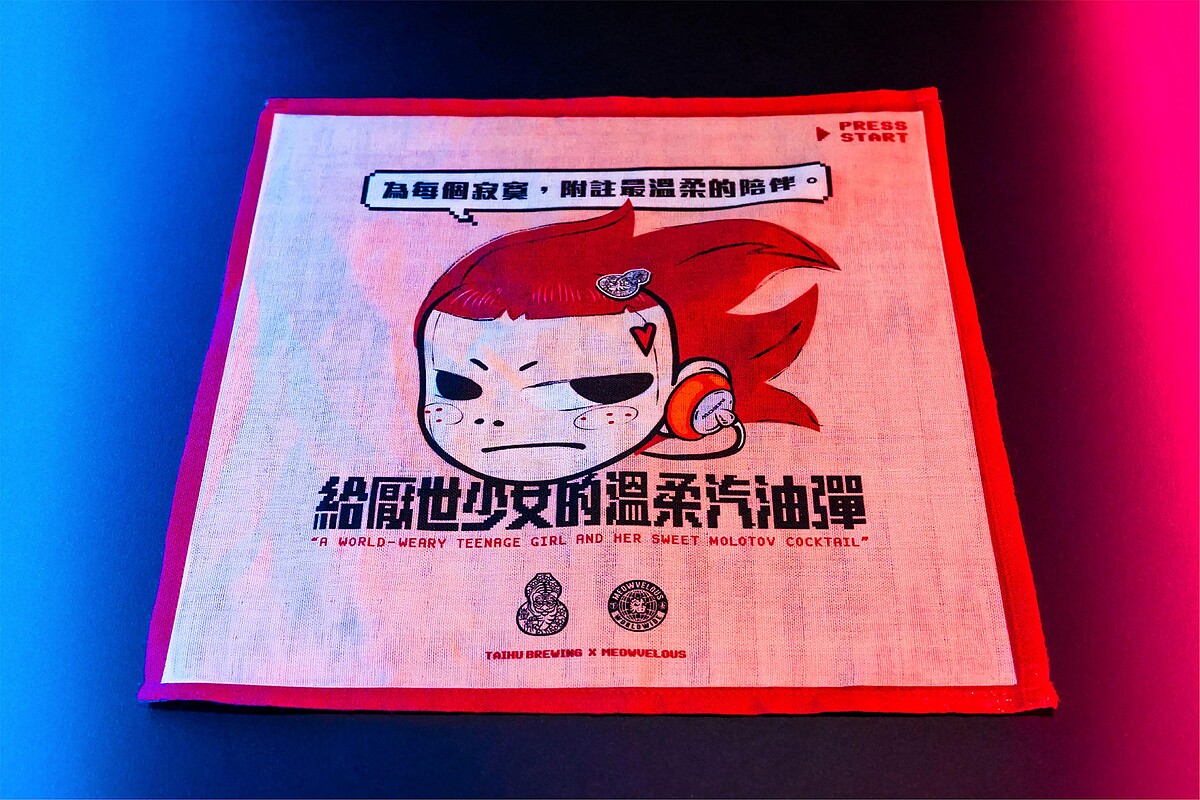 PRESS
START
為每個寂寞，附註最溫柔的陪伴。
給厭世少女的溫柔汽油彈
“A WORLD-WEARY TEENAGE GIRL AND HER SWEET MOLOTOV COCKTAIL”
MEOWVELOUS
WORLDWIDE
TAIHU BREWING X MEOWVELOUS